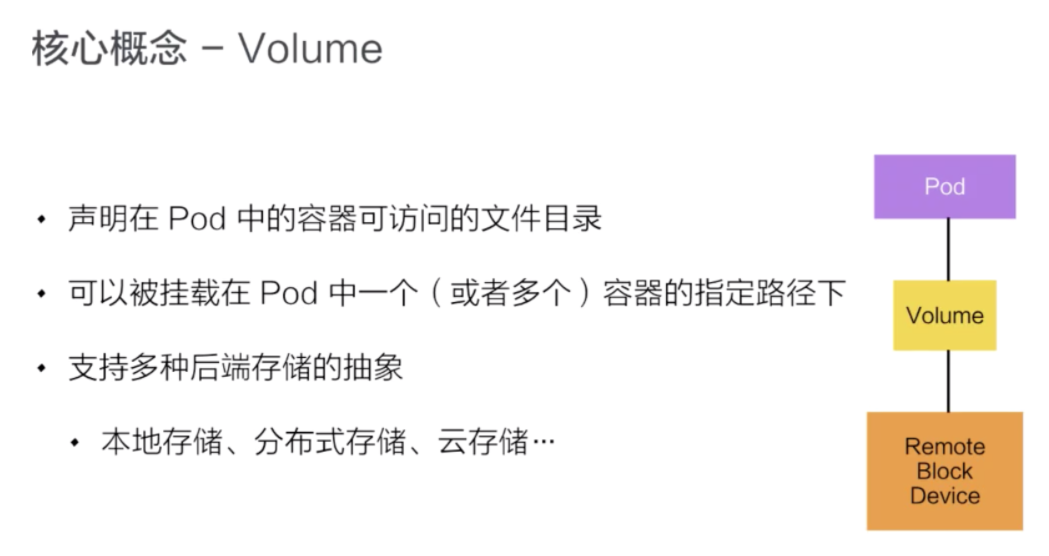 核心概念 – Volume
• 声明在 Pod 中的容器可访问的文件目录
• 可以被挂载在 Pod 中一个（或者多个）容器的指定路径下
• 支持多种后端存储的抽象
• 本地存储、分布式存储、云存储…
Pod
Volume
Remote
Block
Device